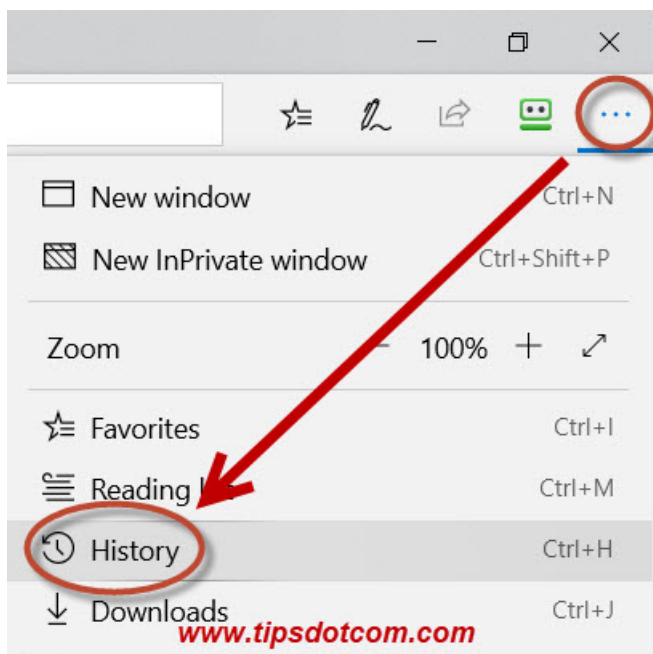 New window Ctrl+N
New InPrivate window Ctrl+Shift+P
Zoom 100%
Favorites Ctrl+I
Reading Ctrl+M
History Ctrl+H
Downloads Ctrl+J
www.tipsdotcom.com